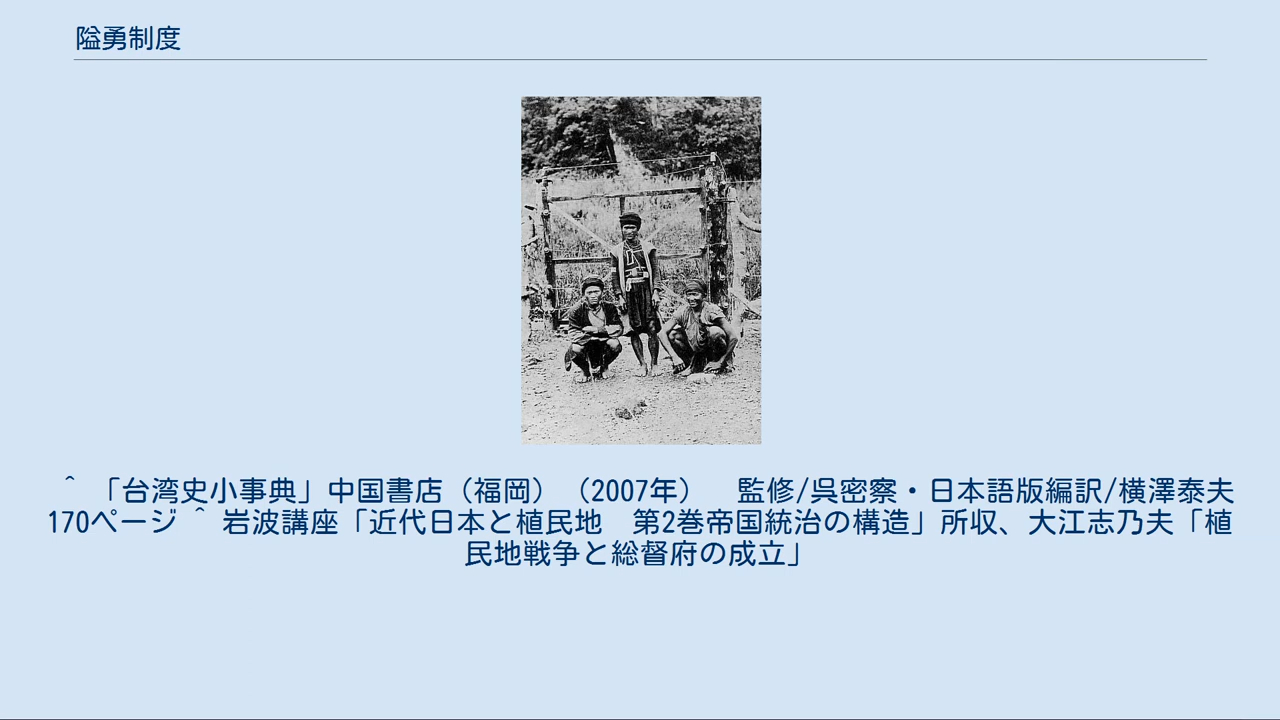 隘勇制度
^ 「台湾史小事典」中国書店（福岡）（2007年）　監修/呉密察・日本語版編訳/横澤泰夫
170ページ ^ 岩波講座「近代日本と植民地　第2巻帝国統治の構造」所収、大江志乃夫「植
民地戦争と総督府の成立」